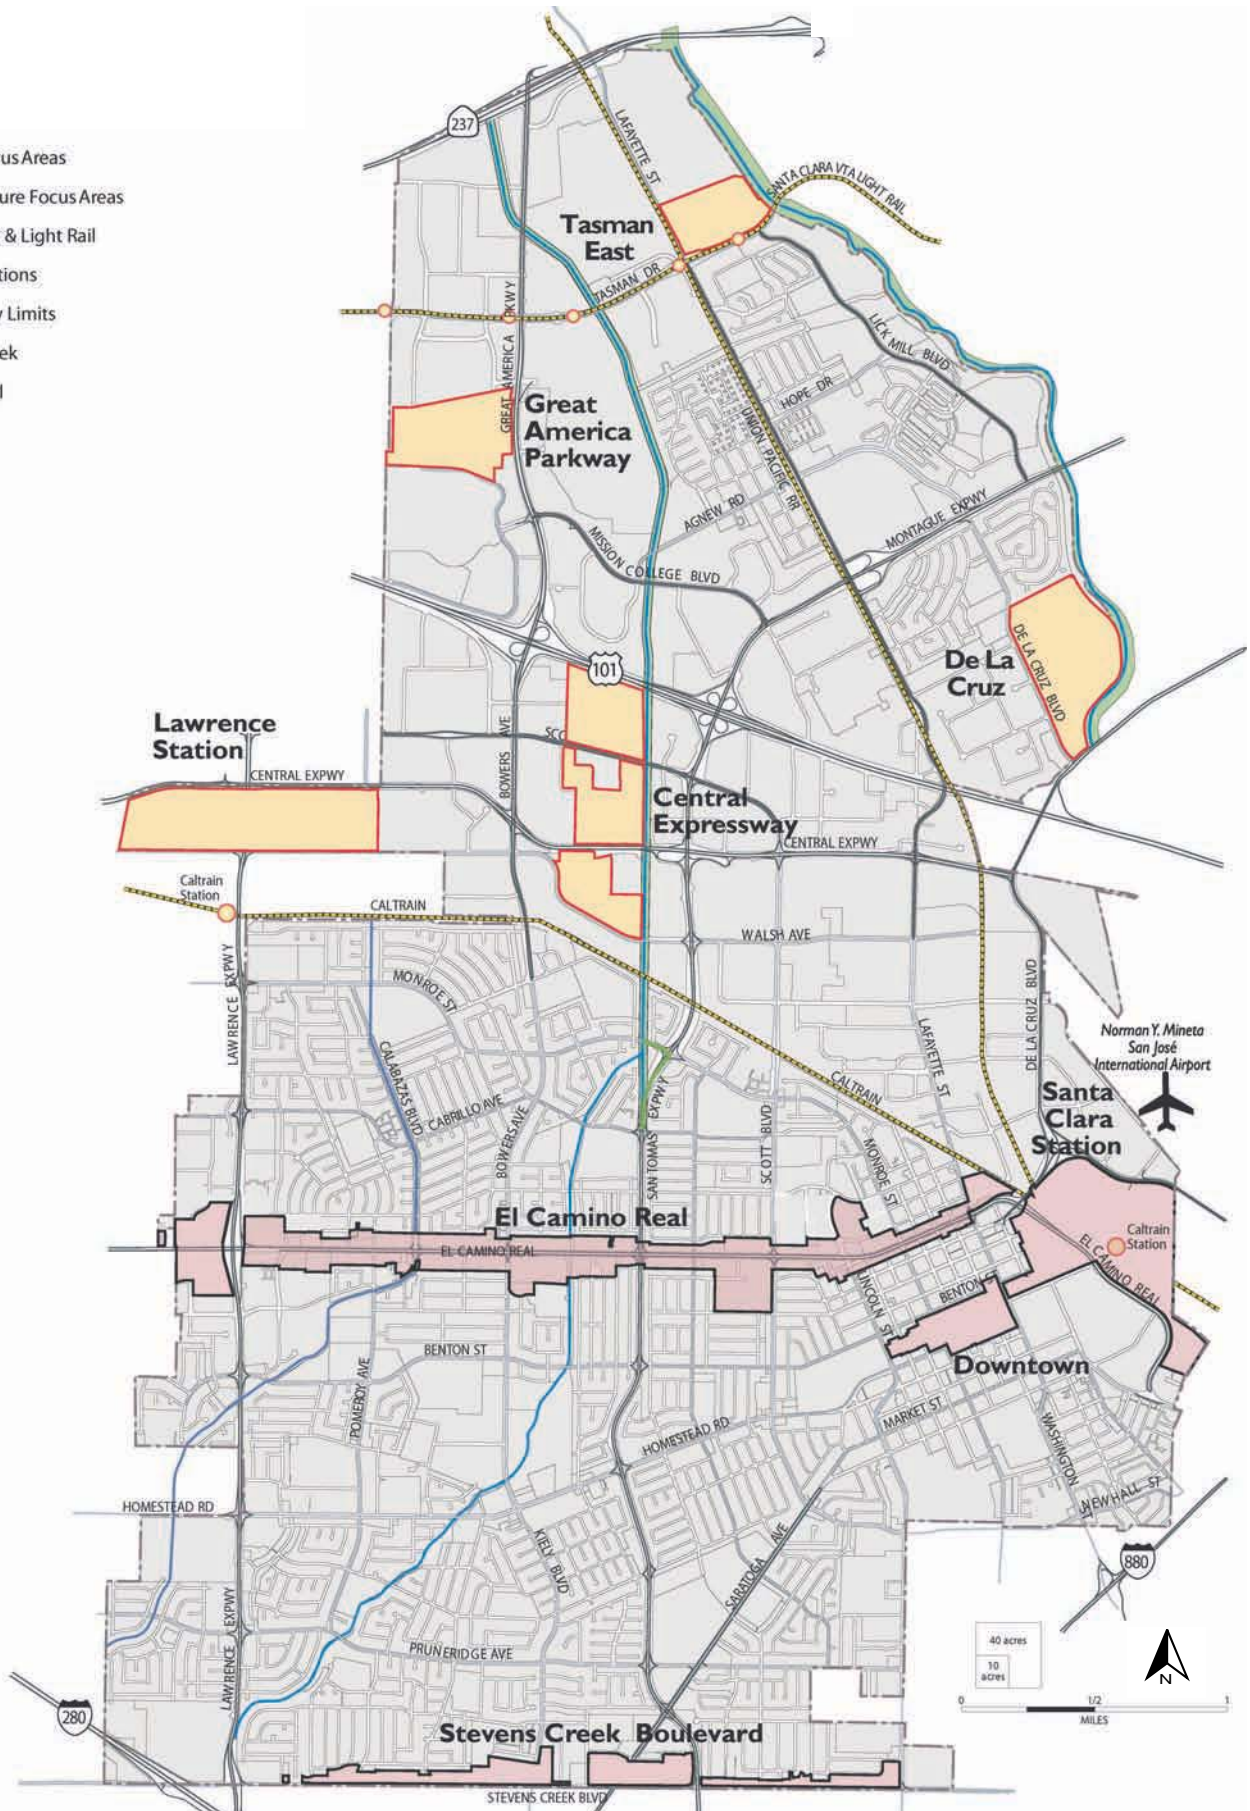 us Areas
ure Focus Areas
& Light Rail
tions
Limits
ek
237
LAFAYETTE ST
SANTA CLARA VTA LIGHT RAIL
Tasman
East
TASMAN DR
GREAT AMERICA PKWY
LICK MILL BLVD
HOPE DR
Great
America
Parkway
UNION PACIFIC RR
AGNEW RD
MONTAGUE EXPWY
MISSION COLLEGE BLVD
101
De La
Cruz
DE LA CRUZ BLVD
Lawrence
Station
BOWERS AVE
CENTRAL EXPWY
Central
Expressway
CENTRAL EXPWY
Caltrain
Station
CALTRAIN
WALSH AVE
LAWRENCE EXPWY
MONROE ST
DE LA CRUZ BLVD
LAFAYETTE ST
Norman Y. Mineta
San José
International Airport
CALABAZAS BLVD
CALTRAIN
Santa
Clara
Station
CABRILLO AVE
BOWERS AVE
SAN TOMAS EXPWY
SCOTT BLVD
MONROE ST
El Camino Real
EL CAMINO REAL
Caltrain
Station
EL CAMINO REAL
LINCOLN ST
BENTON ST
BENTON ST
Downtown
POMEROY AVE
MARKET ST
HOMESTEAD RD
WASHINGTON ST
NEWHALL ST
HOMESTEAD RD
KIELY BLVD
SARATOGA AVE
880
LAWRENCE EXPWY
PRUNERIDGE AVE
40 acres
10
acres
N
0 1/2 1
MILES
280
Stevens Creek Boulevard
STEVENS CREEK BLVD